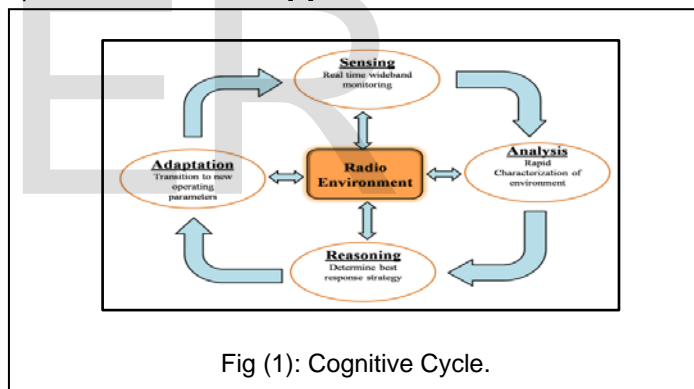 ER
Sensing
Real time wideband
monitoring
Adaptation
Transition to new
operating
parameters
Radio
Environment
Analysis
Rapid
Characterization of
environment
Reasoning
Determine best
response strategy
Fig (1): Cognitive Cycle.